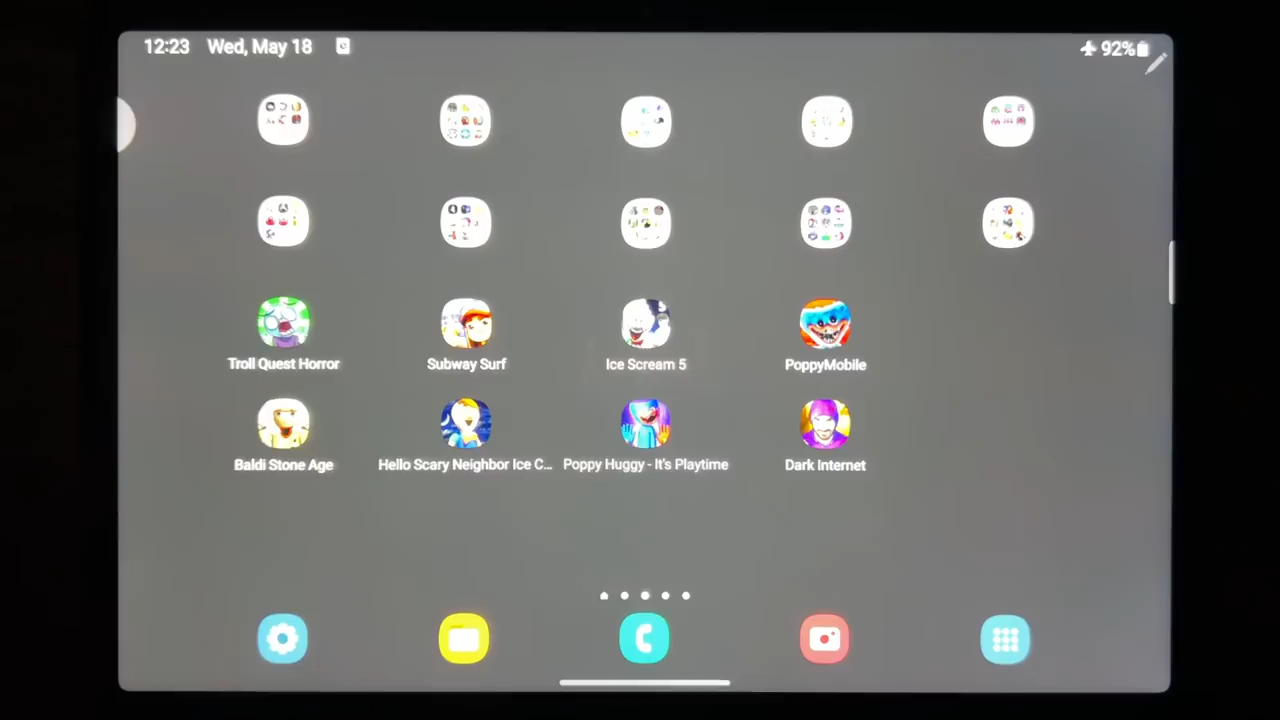 12:23 Wed, May 18 92%
Troll Quest Horror Subway Surf Ice Scream 5 PoppyMobile
Baldi Stone Age Hello Scary Neighbor Ice C... Poppy Huggy - It's Playtime Dark Internet